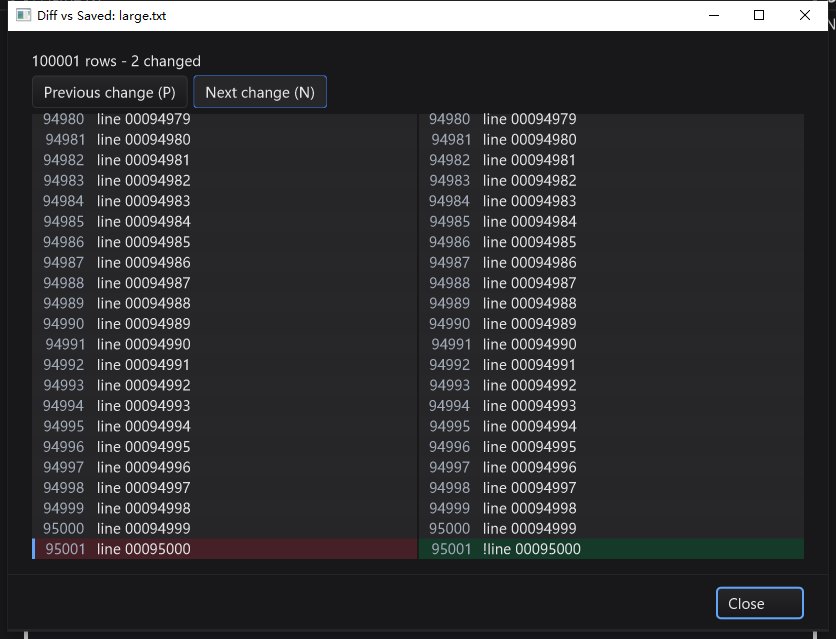 Diff vs Saved: large.txt
100001 rows - 2 changed
Previous change (P) Next change (N)
94980 line 00094979 94980 line 00094979
94981 line 00094980 94981 line 00094980
94982 line 00094981 94982 line 00094981
94983 line 00094982 94983 line 00094982
94984 line 00094983 94984 line 00094983
94985 line 00094984 94985 line 00094984
94986 line 00094985 94986 line 00094985
94987 line 00094986 94987 line 00094986
94988 line 00094987 94988 line 00094987
94989 line 00094988 94989 line 00094988
94990 line 00094989 94990 line 00094989
94991 line 00094990 94991 line 00094990
94992 line 00094991 94992 line 00094991
94993 line 00094992 94993 line 00094992
94994 line 00094993 94994 line 00094993
94995 line 00094994 94995 line 00094994
94996 line 00094995 94996 line 00094995
94997 line 00094996 94997 line 00094996
94998 line 00094997 94998 line 00094997
94999 line 00094998 94999 line 00094998
95000 line 00094999 95000 line 00094999
95001 line 00095000 95001 !line 00095000
Close